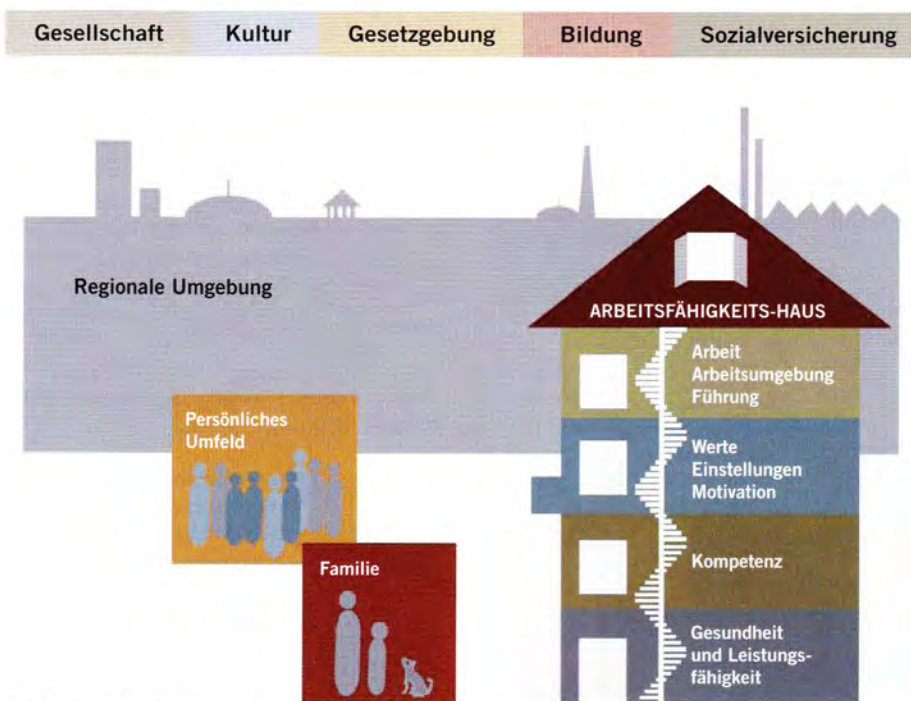 Gesellschaft Kultur Gesetzgebung Bildung Sozialversicherung
Regionale Umgebung
ARBEITSFÄHIGKEITS-HAUS
Arbeit
Arbeitsumgebung
Führung
Persönliches
Umfeld
Werte
Einstellungen
Motivation
Familie
Kompetenz
Gesundheit
und Leistungs-
fähigkeit